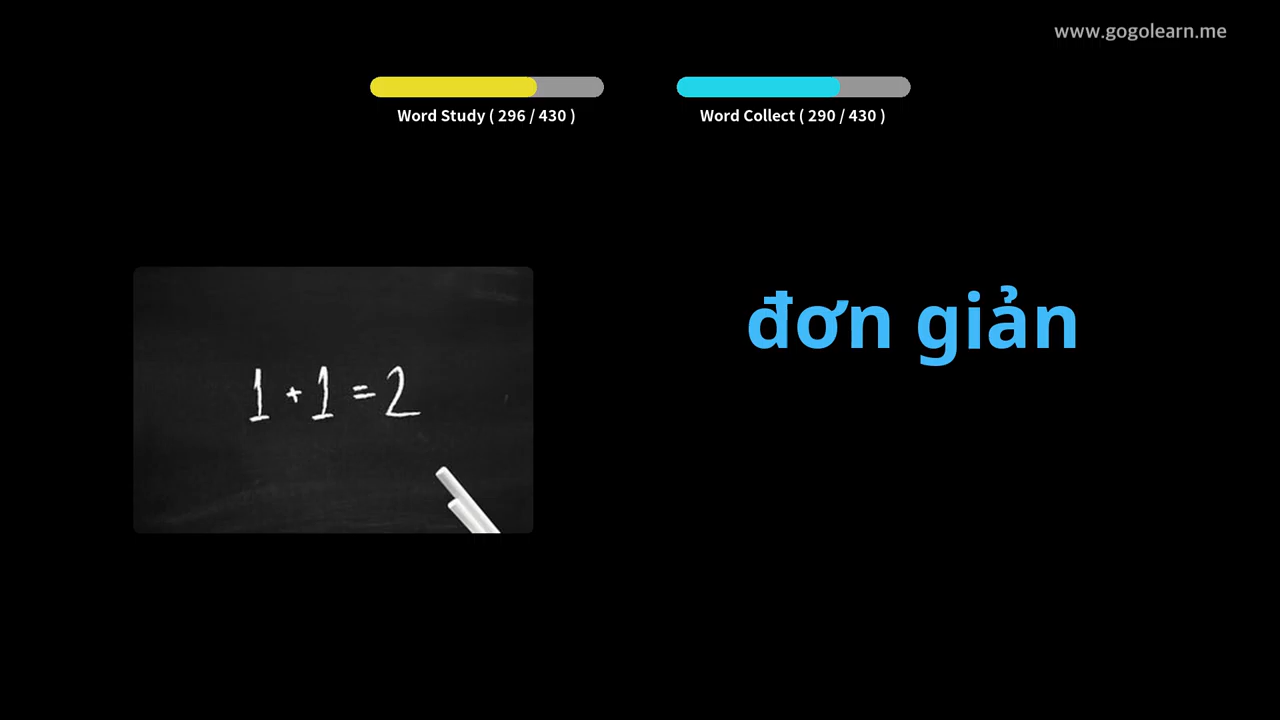 www.gogolearn.me
Word Study ( 296 / 430 )
Word Collect ( 290 / 430 )
đơn giản
1 + 1 = 2